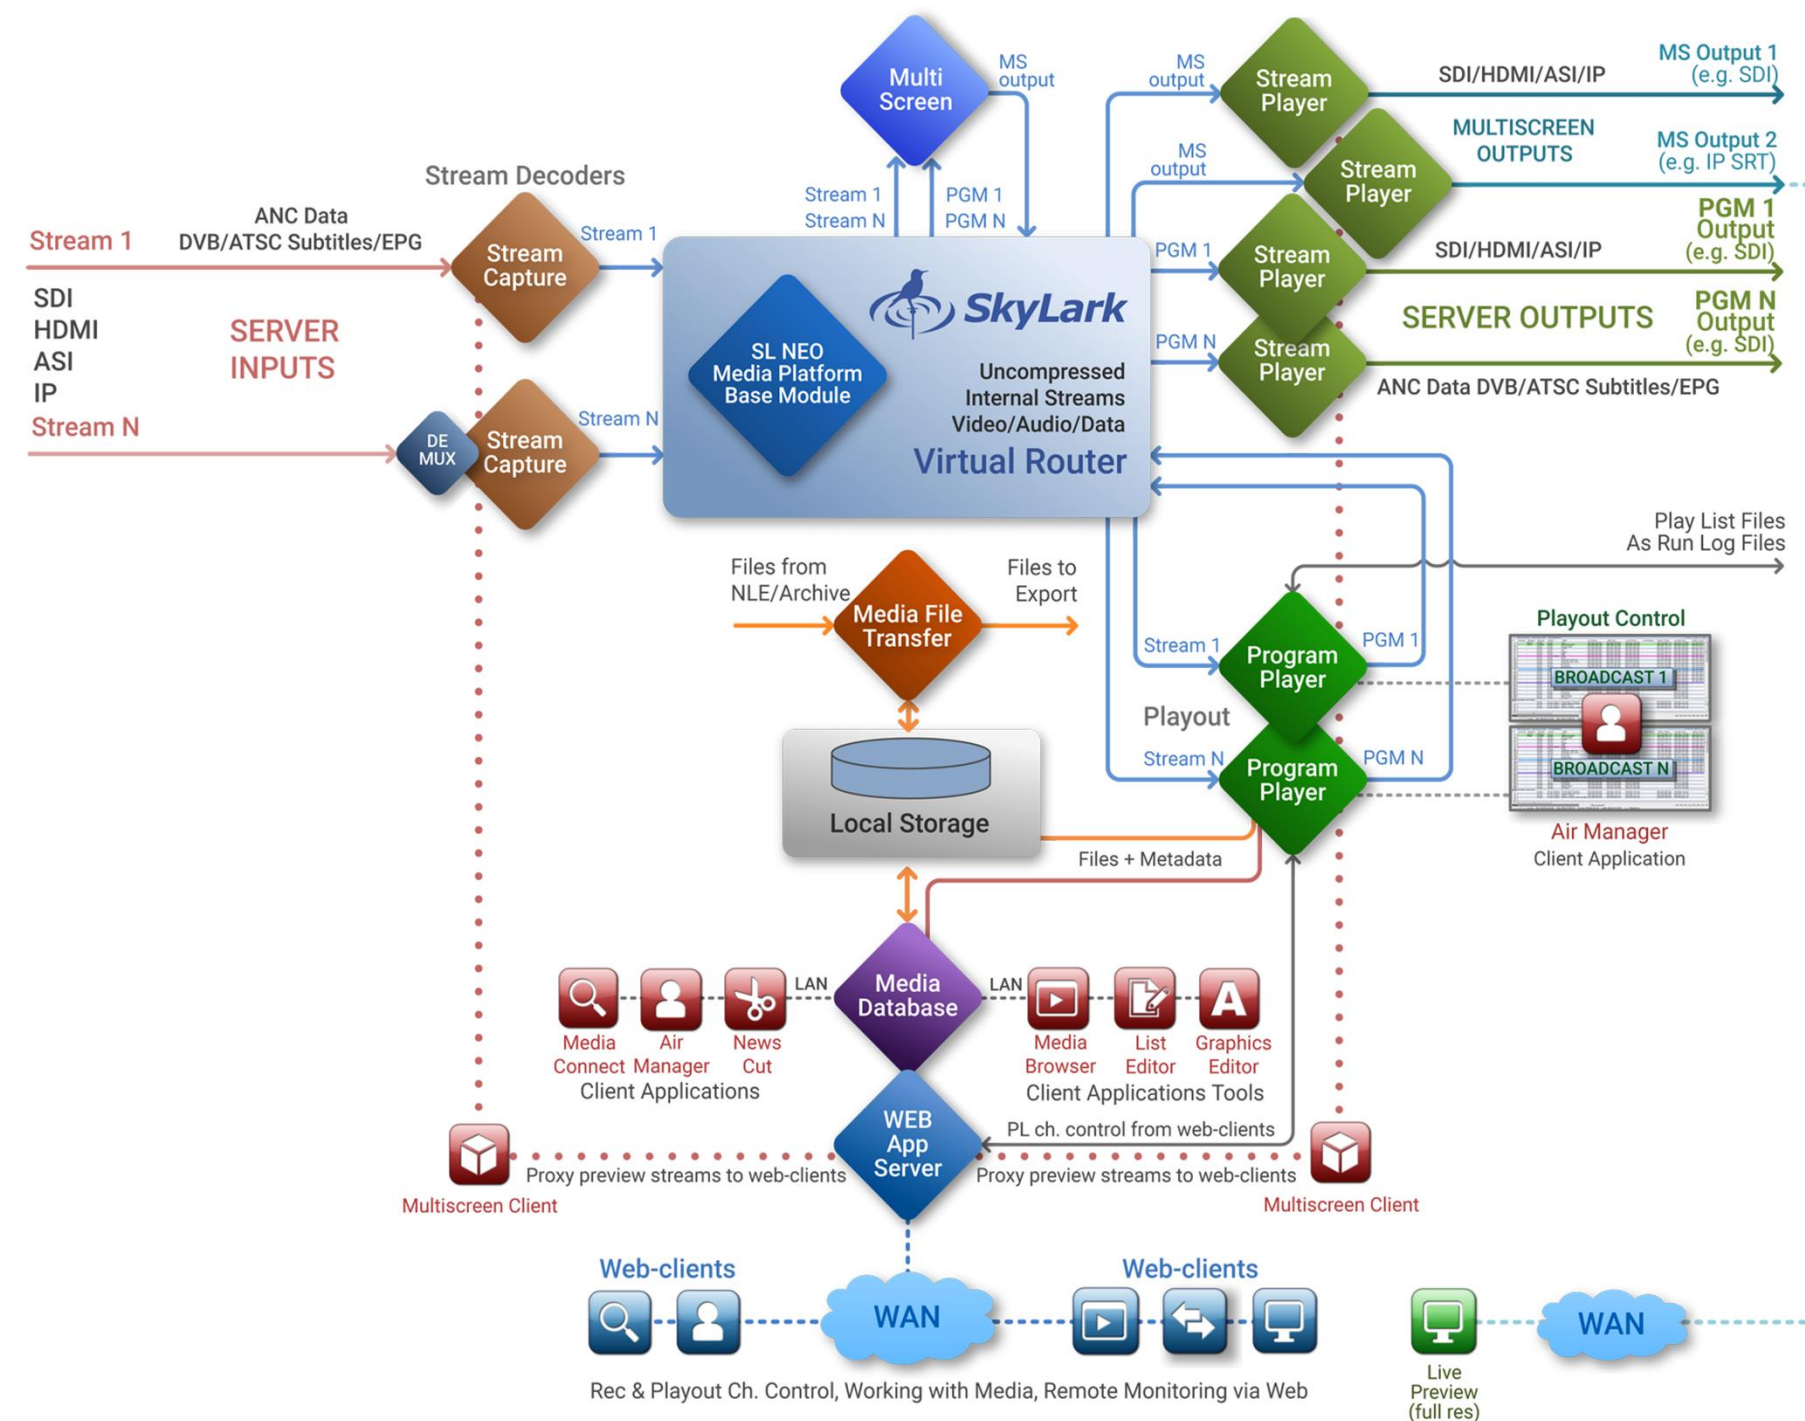 Multi
Screen
MS
output
MS
output
Stream
Player
SDI/HDMI/ASI/IP
MS Output 1
(e.g. SDI)
MULTISCREEN
OUTPUTS
MS
output
Stream
Player
MS Output 2
(e.g. IP SRT)
Stream Decoders
Stream 1
Stream N
PGM 1
PGM N
Stream 1
ANC Data
DVB/ATSC Subtitles/EPG
Stream
Capture
Stream 1
PGM 1
Stream
Player
SDI/HDMI/ASI/IP
PGM 1
Output
(e.g. SDI)
SDI
HDMI
ASI
IP
SERVER
INPUTS
SkyLark
SL NEO
Media Platform
Base Module
Uncompressed
Internal Streams
Video/Audio/Data
Virtual Router
PGM N
Stream
Player
SERVER OUTPUTS
PGM N
Output
(e.g. SDI)
ANC Data DVB/ATSC Subtitles/EPG
Stream N
DE
MUX
Stream
Capture
Stream N
Play List Files
As Run Log Files
Files from
NLE/Archive
Media File
Transfer
Files to
Export
Stream 1
Program
Player
PGM 1
Playout Control
BROADCAST 1
Playout
Stream N
Program
Player
PGM N
BROADCAST N
Air Manager
Client Application
Local Storage
Files + Metadata
Media
Database
LAN
LAN
Media
Connect
Air
Manager
News
Cut
Client Applications
Media
Browser
List
Editor
A
Graphics
Editor
Client Applications Tools
WEB
App
Server
PL ch. control from web-clients
Proxy preview streams to web-clients
Proxy preview streams to web-clients
Multiscreen Client
Multiscreen Client
Web-clients
WAN
Web-clients
WAN
Rec & Playout Ch. Control, Working with Media, Remote Monitoring via Web
Live
Preview
(full res)